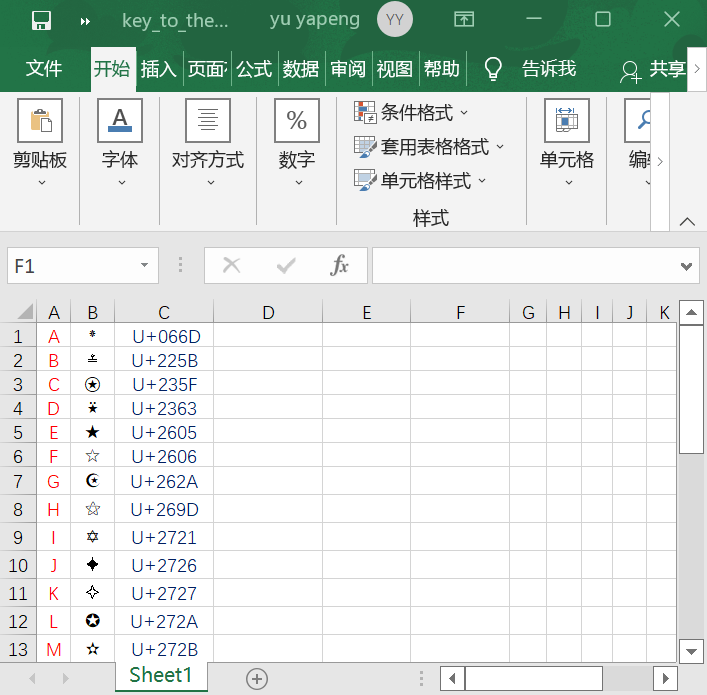 key_to_the... yu yapeng YY
文件 开始 插入 页面 公式 数据 审阅 视图 帮助 告诉我 共享
剪贴板 字体 对齐方式 % 数字 条件格式 套用表格格式 单元格样式 样式 单元格 编
F1 fx
A B C D E F G H I J K
1 A ٭ U+066D
2 B ≛ U+225B
3 C ⍟ U+235F
4 D ⍣ U+2363
5 E ★ U+2605
6 F ☆ U+2606
7 G ☪ U+262A
8 H ⚝ U+269D
9 I ✡ U+2721
10 J ✦ U+2726
11 K ✧ U+2727
12 L ✪ U+272A
13 M ✫ U+272B
Sheet1